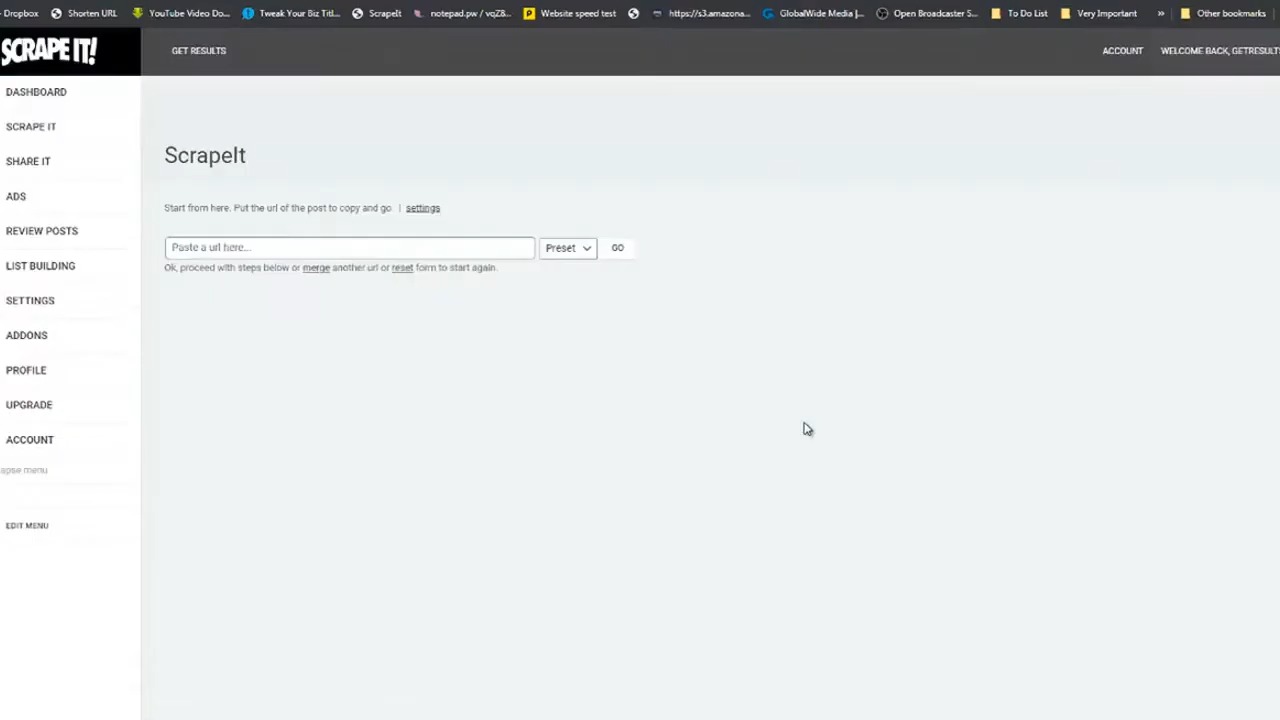 Dropbox Shorten URL YouTube Video Do... Tweak Your Biz Titl... ScrapeIt notepad.pw / vqZ8... Website speed test https://s3.amazona... GlobalWide Media |... Open Broadcaster S... To Do List Very Important » Other bookmarks
SCRAPE IT! GET RESULTS ACCOUNT WELCOME BACK, GETRESULTS
DASHBOARD
SCRAPE IT
SHARE IT
ADS
REVIEW POSTS
LIST BUILDING
SETTINGS
ADDONS
PROFILE
UPGRADE
ACCOUNT
apse menu
EDIT MENU
ScrapeIt
Start from here. Put the url of the post to copy and go. | settings
Paste a url here... Preset GO
Ok, proceed with steps below or merge another url or reset form to start again.